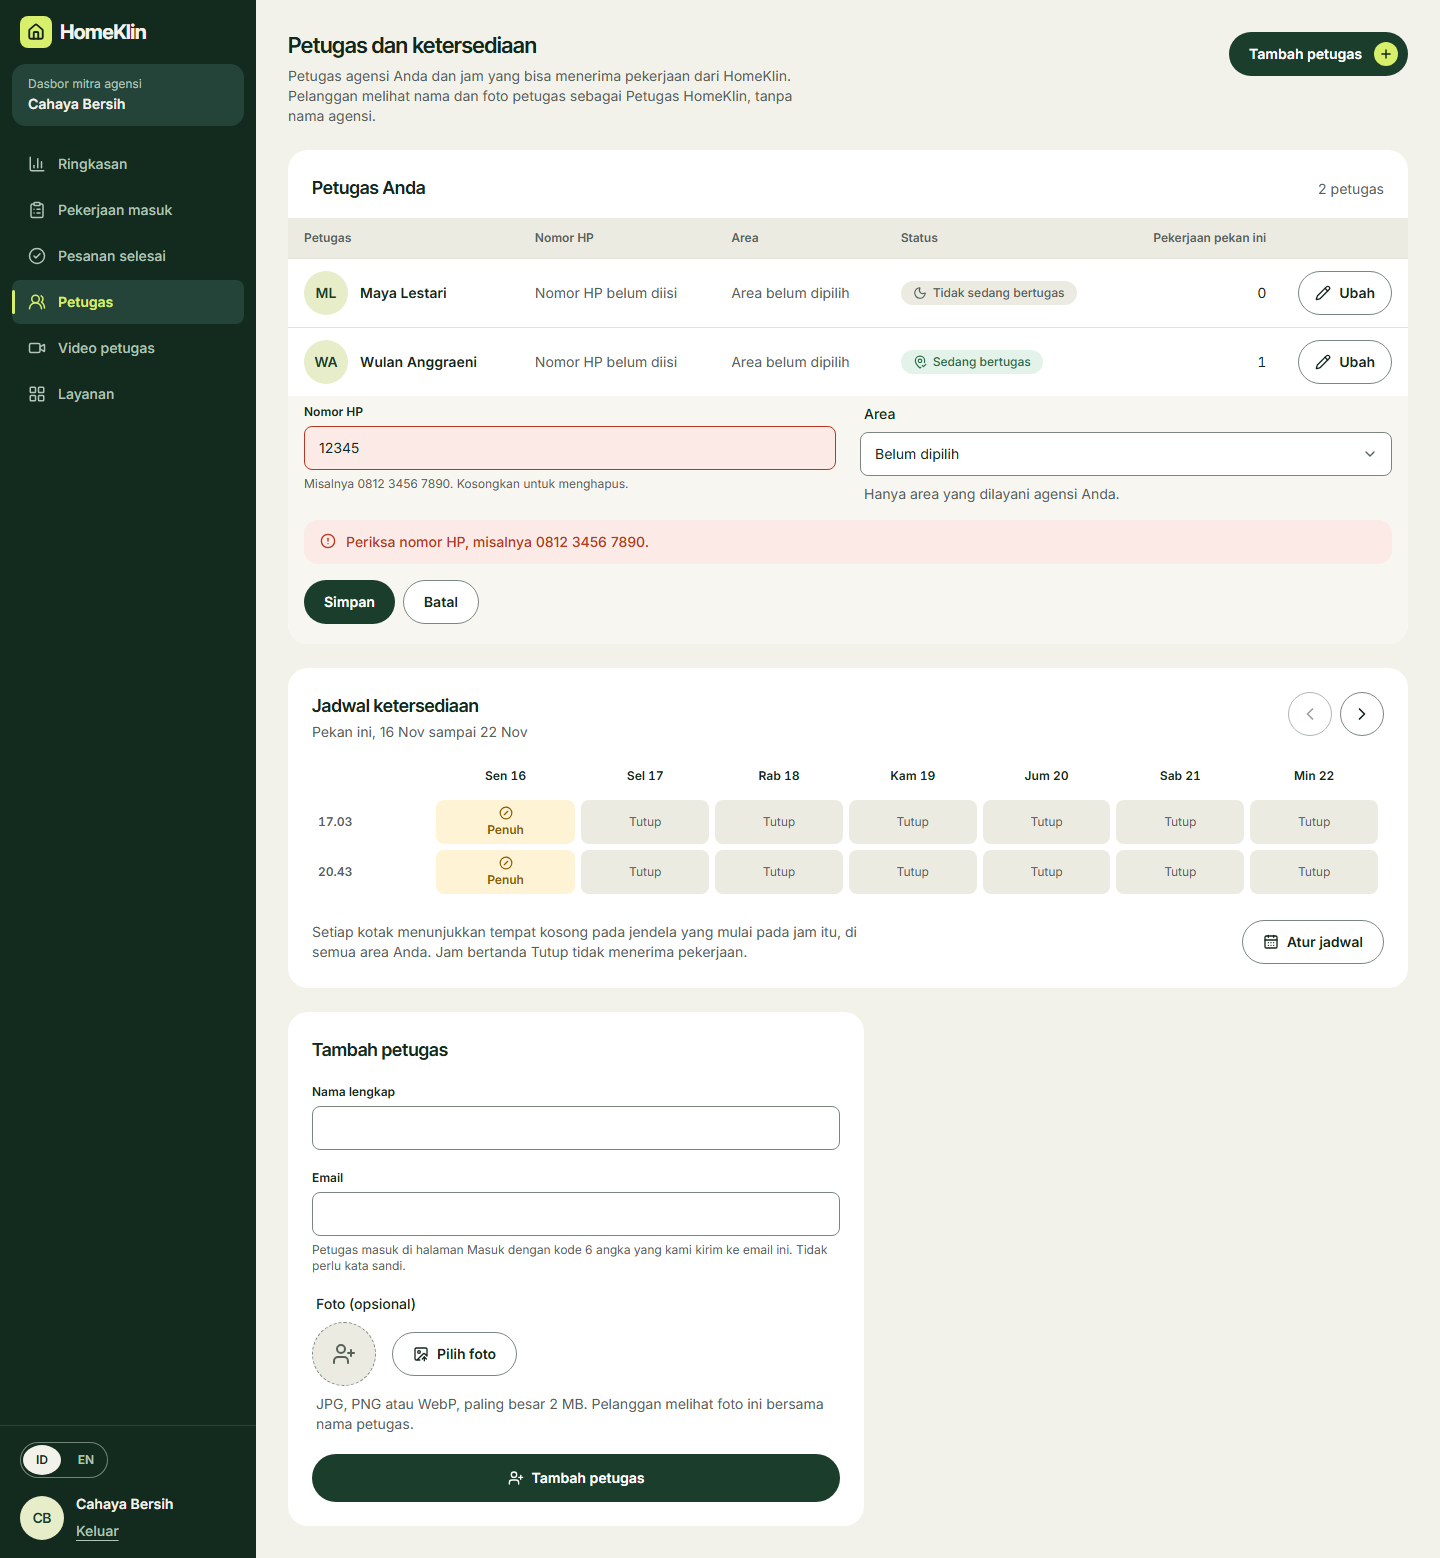 HomeKlin
Dasbor mitra agensi
Cahaya Bersih
Ringkasan
Pekerjaan masuk
Pesanan selesai
Petugas
Video petugas
Layanan
ID EN
CB
Cahaya Bersih
Keluar
Petugas dan ketersediaan
Petugas agensi Anda dan jam yang bisa menerima pekerjaan dari HomeKlin.
Pelanggan melihat nama dan foto petugas sebagai Petugas HomeKlin, tanpa
nama agensi.
Tambah petugas
Petugas Anda
2 petugas
Petugas Nomor HP Area Status Pekerjaan pekan ini
ML Maya Lestari Nomor HP belum diisi Area belum dipilih Tidak sedang bertugas 0 Ubah
WA Wulan Anggraeni Nomor HP belum diisi Area belum dipilih Sedang bertugas 1 Ubah
Nomor HP
12345
Misalnya 0812 3456 7890. Kosongkan untuk menghapus.
Area
Belum dipilih
Hanya area yang dilayani agensi Anda.
Periksa nomor HP, misalnya 0812 3456 7890.
Simpan Batal
Jadwal ketersediaan
Pekan ini, 16 Nov sampai 22 Nov
Sen 16 Sel 17 Rab 18 Kam 19 Jum 20 Sab 21 Min 22
17.03 Penuh Tutup Tutup Tutup Tutup Tutup Tutup
20.43 Penuh Tutup Tutup Tutup Tutup Tutup Tutup
Setiap kotak menunjukkan tempat kosong pada jendela yang mulai pada jam itu, di
semua area Anda. Jam bertanda Tutup tidak menerima pekerjaan.
Atur jadwal
Tambah petugas
Nama lengkap
Email
Petugas masuk di halaman Masuk dengan kode 6 angka yang kami kirim ke email ini. Tidak
perlu kata sandi.
Foto (opsional)
Pilih foto
JPG, PNG atau WebP, paling besar 2 MB. Pelanggan melihat foto ini bersama
nama petugas.
Tambah petugas